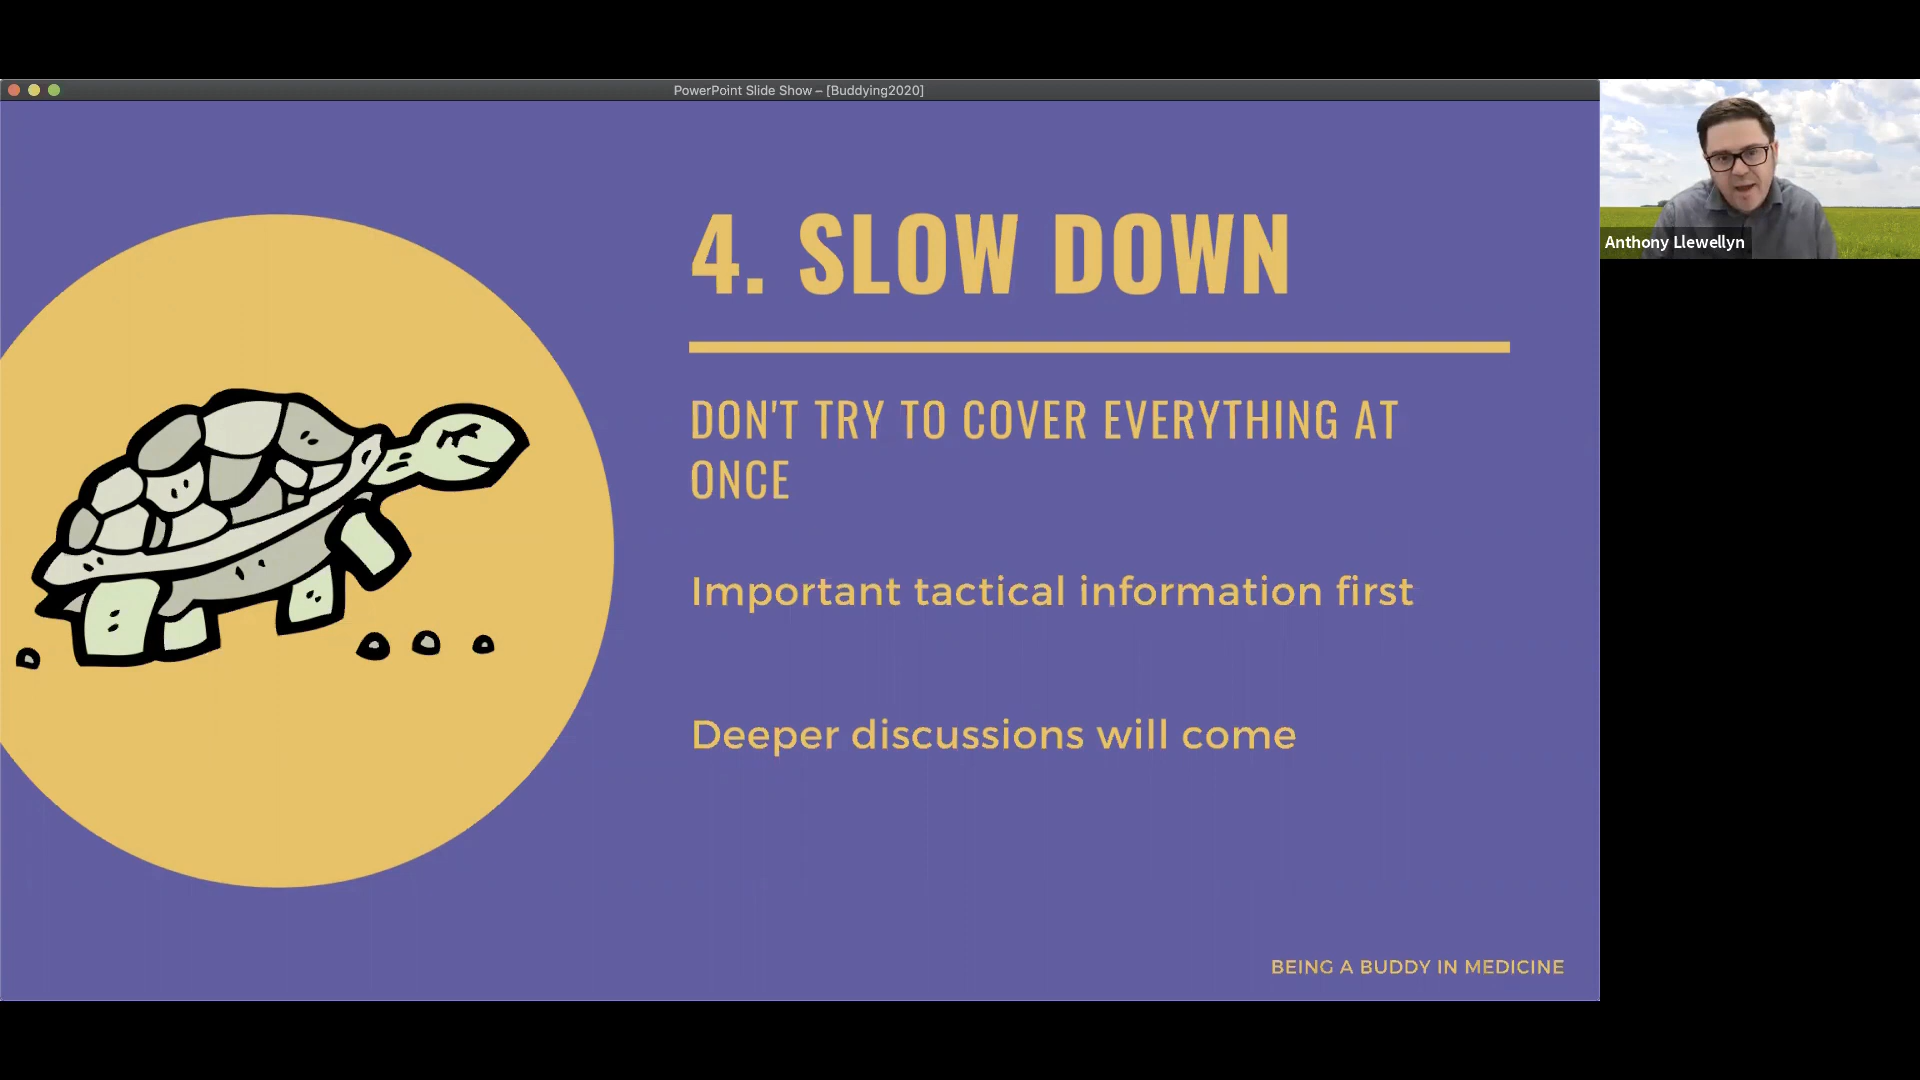 PowerPoint Slide Show – [Buddying2020]
4. SLOW DOWN
DON'T TRY TO COVER EVERYTHING AT
ONCE
Important tactical information first
Deeper discussions will come
BEING A BUDDY IN MEDICINE
Anthony Llewellyn